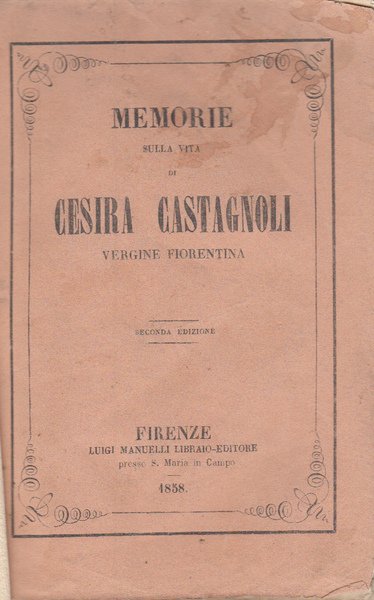 MEMORIE
SULLA VITA
DI
CESIRA CASTAGNOLI
VERGINE FIORENTINA
SECONDA EDIZIONE
FIRENZE
LUIGI MANUELLI LIBRAIO-EDITORE
presso S. Maria in Campo
1858.